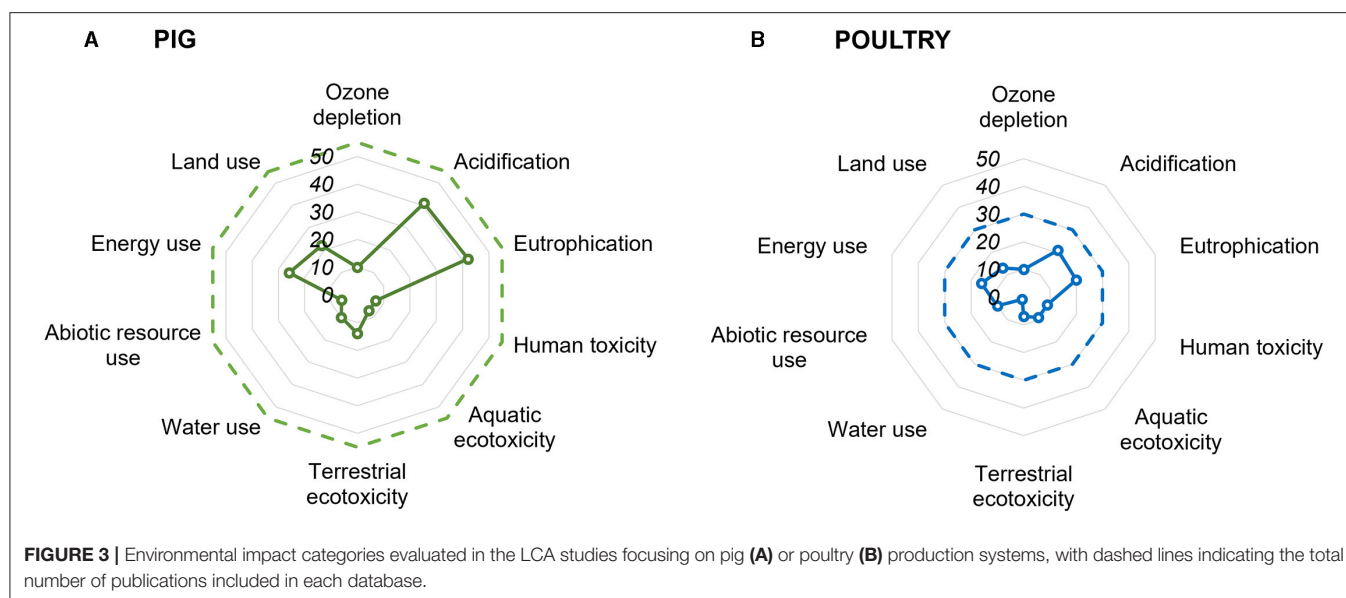 A PIG
Ozone
depletion
Land use
Acidification
50
40
30
20
10
0
Energy use
Eutrophication
Abiotic resource
use
Human toxicity
Water use
Aquatic
ecotoxicity
Terrestrial
ecotoxicity
B POULTRY
Ozone
depletion
Land use
Acidification
50
40
30
20
10
0
Energy use
Eutrophication
Abiotic resource
use
Human toxicity
Water use
Aquatic
ecotoxicity
Terrestrial
ecotoxicity
FIGURE 3 | Environmental impact categories evaluated in the LCA studies focusing on pig (A) or poultry (B) production systems, with dashed lines indicating the total
number of publications included in each database.